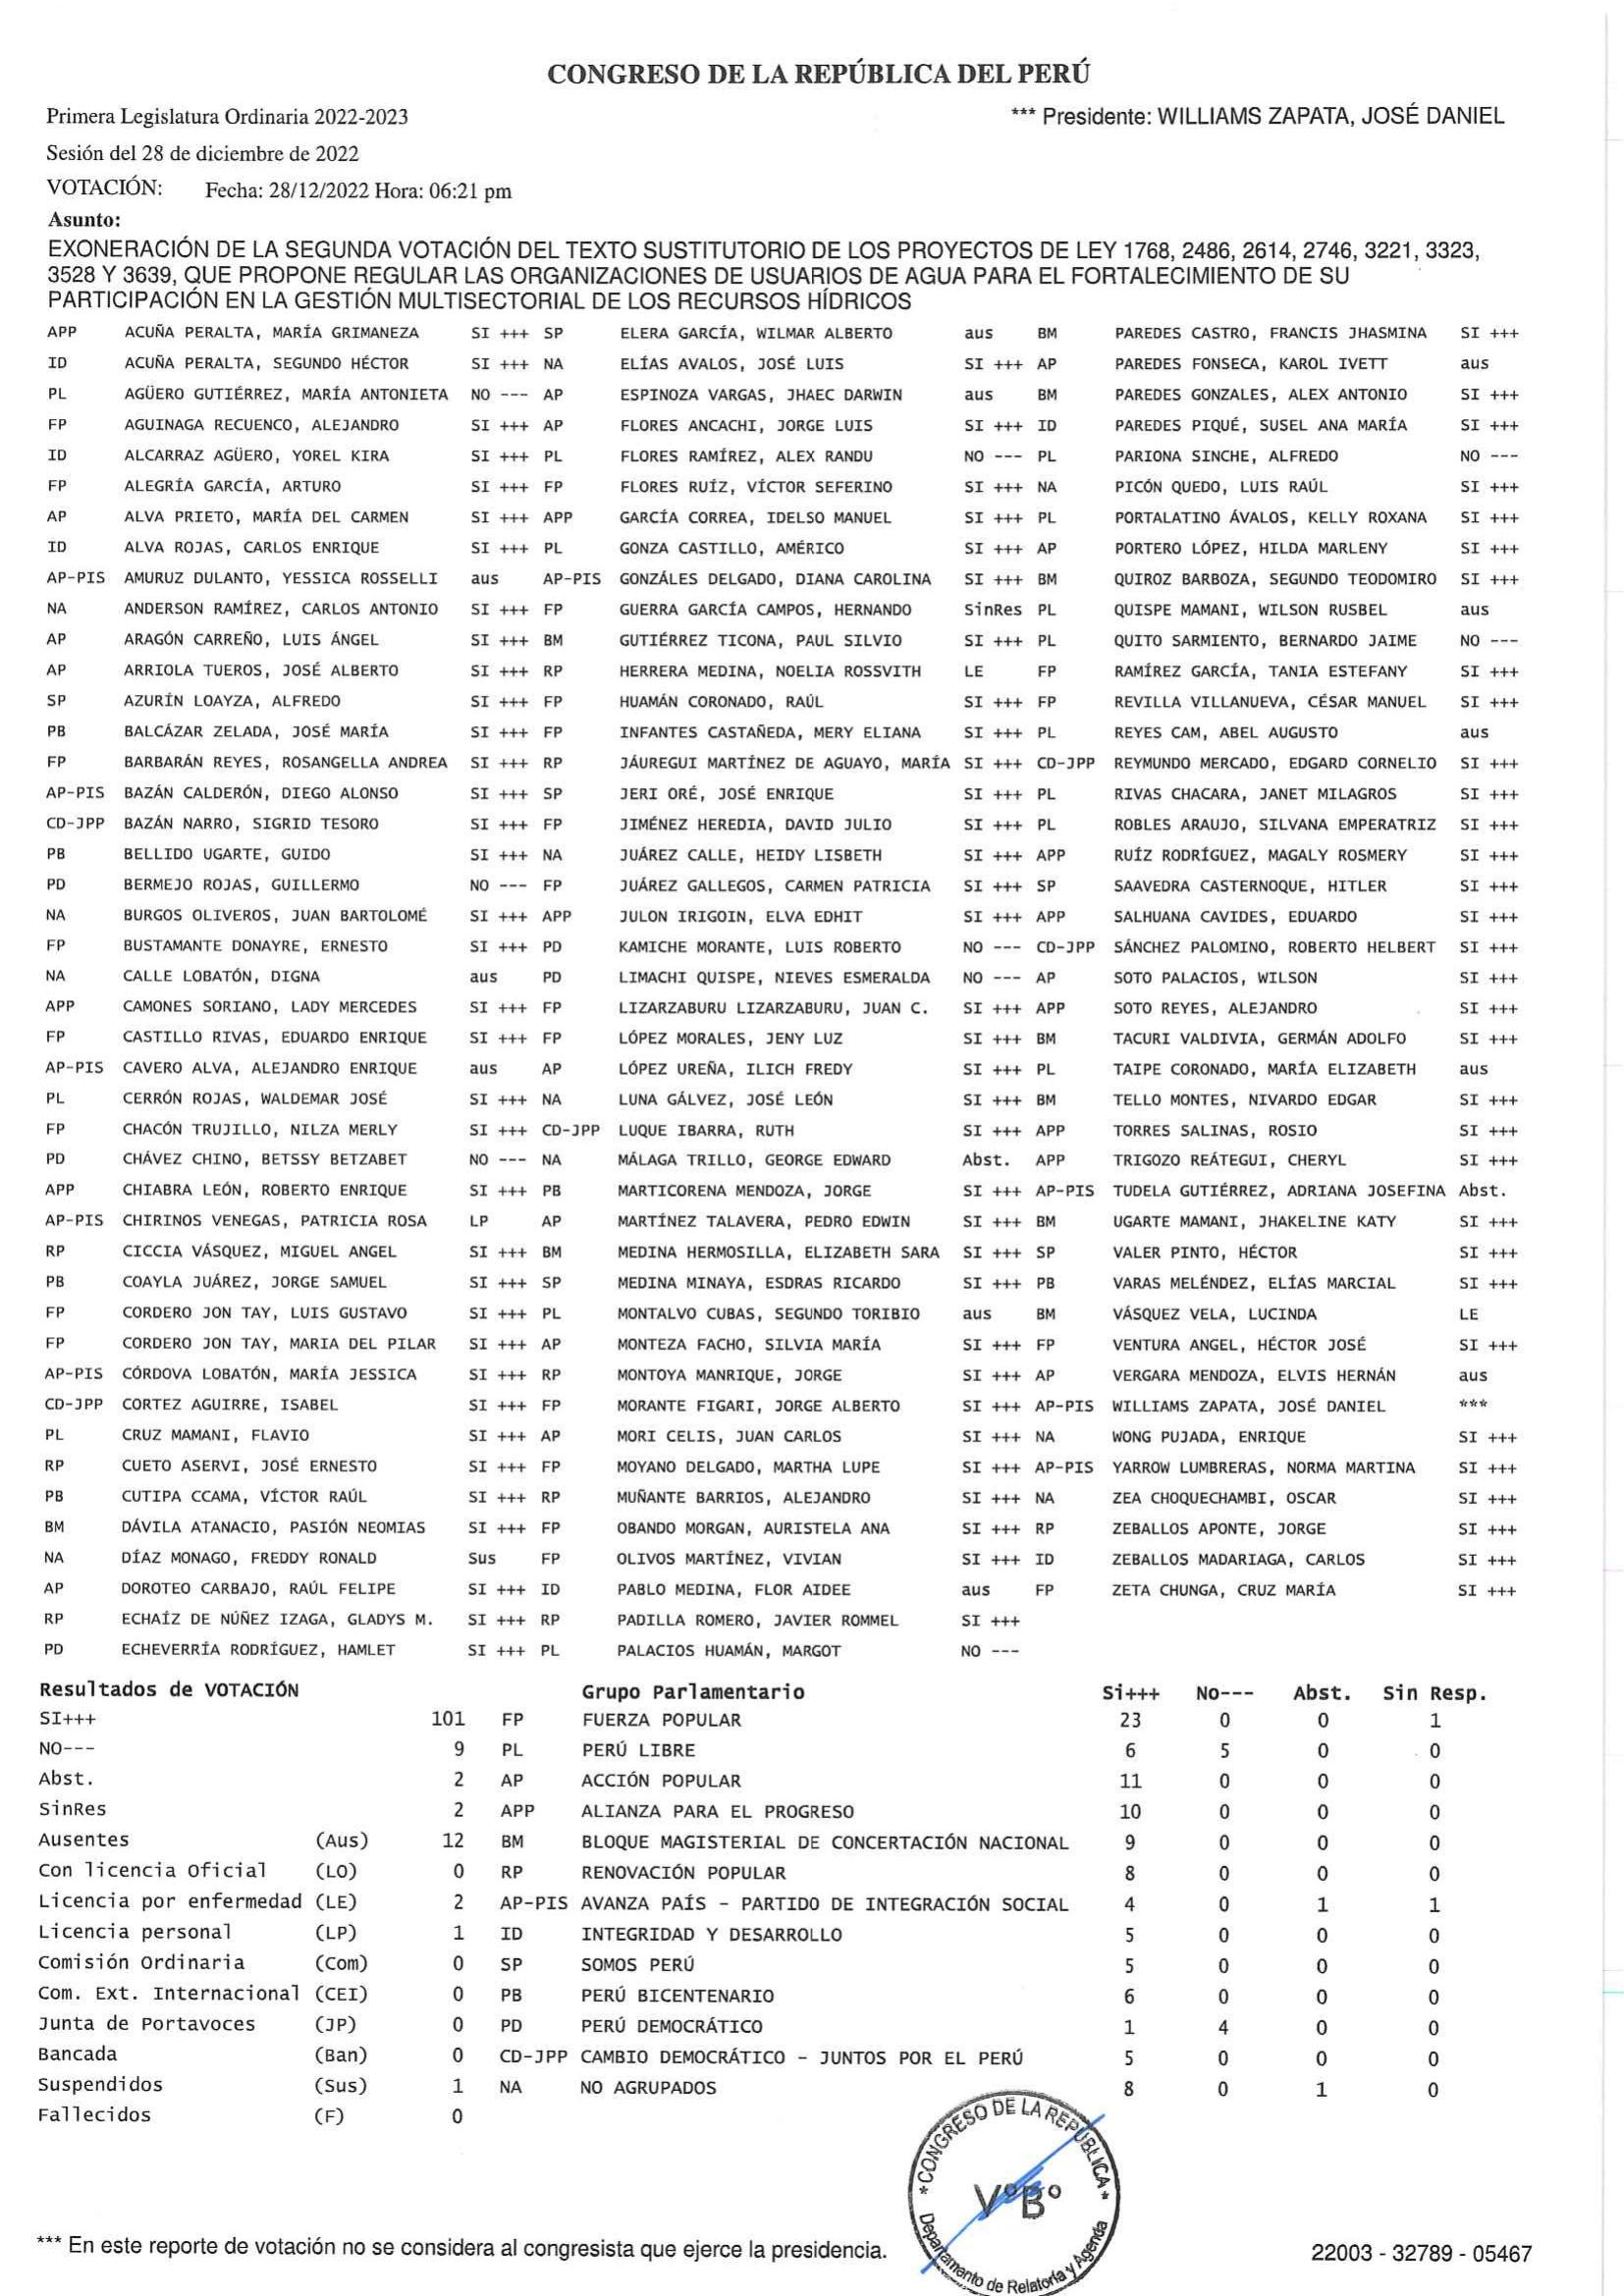 CONGRESO DE LA REPÚBLICA DEL PERÚ
Primera Legislatura Ordinaria 2022-2023 *** Presidente: WILLIAMS ZAPATA, JOSÉ DANIEL
Sesión del 28 de diciembre de 2022
VOTACIÓN: Fecha: 28/12/2022 Hora: 06:21 pm
Asunto:
EXONERACIÓN DE LA SEGUNDA VOTACIÓN DEL TEXTO SUSTITUTORIO DE LOS PROYECTOS DE LEY 1768, 2486, 2614, 2746, 3221, 3323,
3528 Y 3639, QUE PROPONE REGULAR LAS ORGANIZACIONES DE USUARIOS DE AGUA PARA EL FORTALECIMIENTO DE SU
PARTICIPACIÓN EN LA GESTIÓN MULTISECTORIAL DE LOS RECURSOS HÍDRICOS
APP ACUÑA PERALTA, MARÍA GRIMANEZA SI +++ SP ELERA GARCÍA, WILMAR ALBERTO aus BM PAREDES CASTRO, FRANCIS JHASMINA SI +++
ID ACUÑA PERALTA, SEGUNDO HÉCTOR SI +++ NA ELÍAS AVALOS, JOSÉ LUIS SI +++ AP PAREDES FONSECA, KAROL IVETT aus
PL AGÜERO GUTIÉRREZ, MARÍA ANTONIETA NO --- AP ESPINOZA VARGAS, JHAEC DARWIN aus BM PAREDES GONZALES, ALEX ANTONIO SI +++
FP AGUINAGA RECUENCO, ALEJANDRO SI +++ AP FLORES ANCACHI, JORGE LUIS SI +++ ID PAREDES PIQUÉ, SUSEL ANA MARÍA SI +++
ID ALCARRAZ AGÜERO, YOREL KIRA SI +++ PL FLORES RAMÍREZ, ALEX RANDU NO --- PL PARIONA SINCHE, ALFREDO NO ---
FP ALEGRÍA GARCÍA, ARTURO SI +++ FP FLORES RUÍZ, VÍCTOR SEFERINO SI +++ NA PICÓN QUEDO, LUIS RAÚL SI +++
AP ALVA PRIETO, MARÍA DEL CARMEN SI +++ APP GARCÍA CORREA, IDELSO MANUEL SI +++ PL PORTALATINO ÁVALOS, KELLY ROXANA SI +++
ID ALVA ROJAS, CARLOS ENRIQUE SI +++ PL GONZA CASTILLO, AMÉRICO SI +++ AP PORTERO LÓPEZ, HILDA MARLENY SI +++
AP-PIS AMURUZ DULANTO, YESSICA ROSSELLI aus AP-PIS GONZÁLES DELGADO, DIANA CAROLINA SI +++ BM QUIROZ BARBOZA, SEGUNDO TEODOMIRO SI +++
NA ANDERSON RAMÍREZ, CARLOS ANTONIO SI +++ FP GUERRA GARCÍA CAMPOS, HERNANDO SinRes PL QUISPE MAMANI, WILSON RUSBEL aus
AP ARAGÓN CARREÑO, LUIS ÁNGEL SI +++ BM GUTIÉRREZ TICONA, PAUL SILVIO SI +++ PL QUITO SARMIENTO, BERNARDO JAIME NO ---
AP ARRIOLA TUEROS, JOSÉ ALBERTO SI +++ RP HERRERA MEDINA, NOELIA ROSSVITH LE FP RAMÍREZ GARCÍA, TANIA ESTEFANY SI +++
SP AZURÍN LOAYZA, ALFREDO SI +++ FP HUAMÁN CORONADO, RAÚL SI +++ FP REVILLA VILLANUEVA, CÉSAR MANUEL SI +++
PB BALCÁZAR ZELADA, JOSÉ MARÍA SI +++ FP INFANTES CASTAÑEDA, MERY ELIANA SI +++ PL REYES CAM, ABEL AUGUSTO aus
FP BARBARÁN REYES, ROSANGELLA ANDREA SI +++ RP JÁUREGUI MARTÍNEZ DE AGUAYO, MARÍA SI +++ CD-JPP REYMUNDO MERCADO, EDGARD CORNELIO SI +++
AP-PIS BAZÁN CALDERÓN, DIEGO ALONSO SI +++ SP JERI ORÉ, JOSÉ ENRIQUE SI +++ PL RIVAS CHACARA, JANET MILAGROS SI +++
CD-JPP BAZÁN NARRO, SIGRID TESORO SI +++ FP JIMÉNEZ HEREDIA, DAVID JULIO SI +++ PL ROBLES ARAUJO, SILVANA EMPERATRIZ SI +++
PB BELLIDO UGARTE, GUIDO SI +++ NA JUÁREZ CALLE, HEIDY LISBETH SI +++ APP RUÍZ RODRÍGUEZ, MAGALY ROSMERY SI +++
PD BERMEJO ROJAS, GUILLERMO NO --- FP JUÁREZ GALLEGOS, CARMEN PATRICIA SI +++ SP SAAVEDRA CASTERNOQUE, HITLER SI +++
NA BURGOS OLIVEROS, JUAN BARTOLOMÉ SI +++ APP JULON IRIGOIN, ELVA EDHIT SI +++ APP SALHUANA CAVIDES, EDUARDO SI +++
FP BUSTAMANTE DONAYRE, ERNESTO SI +++ PD KAMICHE MORANTE, LUIS ROBERTO NO --- CD-JPP SÁNCHEZ PALOMINO, ROBERTO HELBERT SI +++
NA CALLE LOBATÓN, DIGNA aus PD LIMACHI QUISPE, NIEVES ESMERALDA NO --- AP SOTO PALACIOS, WILSON SI +++
APP CAMONES SORIANO, LADY MERCEDES SI +++ FP LIZARZABURU LIZARZABURU, JUAN C. SI +++ APP SOTO REYES, ALEJANDRO SI +++
FP CASTILLO RIVAS, EDUARDO ENRIQUE SI +++ FP LÓPEZ MORALES, JENY LUZ SI +++ BM TACURI VALDIVIA, GERMÁN ADOLFO SI +++
AP-PIS CAVERO ALVA, ALEJANDRO ENRIQUE aus AP LÓPEZ UREÑA, ILICH FREDY SI +++ PL TAIPE CORONADO, MARÍA ELIZABETH aus
PL CERRÓN ROJAS, WALDEMAR JOSÉ SI +++ NA LUNA GÁLVEZ, JOSÉ LEÓN SI +++ BM TELLO MONTES, NIVARDO EDGAR SI +++
FP CHACÓN TRUJILLO, NILZA MERLY SI +++ CD-JPP LUQUE IBARRA, RUTH SI +++ APP TORRES SALINAS, ROSIO SI +++
PD CHÁVEZ CHINO, BETSSY BETZABET NO --- NA MÁLAGA TRILLO, GEORGE EDWARD Abst. APP TRIGOZO REÁTEGUI, CHERYL SI +++
APP CHIABRA LEÓN, ROBERTO ENRIQUE SI +++ PB MARTICORENA MENDOZA, JORGE SI +++ AP-PIS TUDELA GUTIÉRREZ, ADRIANA JOSEFINA Abst.
AP-PIS CHIRINOS VENEGAS, PATRICIA ROSA LP AP MARTÍNEZ TALAVERA, PEDRO EDWIN SI +++ BM UGARTE MAMANI, JHAKELINE KATY SI +++
RP CICCIA VÁSQUEZ, MIGUEL ANGEL SI +++ BM MEDINA HERMOSILLA, ELIZABETH SARA SI +++ SP VALER PINTO, HÉCTOR SI +++
PB COAYLA JUÁREZ, JORGE SAMUEL SI +++ SP MEDINA MINAYA, ESDRAS RICARDO SI +++ PB VARAS MELÉNDEZ, ELÍAS MARCIAL SI +++
FP CORDERO JON TAY, LUIS GUSTAVO SI +++ PL MONTALVO CUBAS, SEGUNDO TORIBIO aus BM VÁSQUEZ VELA, LUCINDA LE
FP CORDERO JON TAY, MARIA DEL PILAR SI +++ AP MONTEZA FACHO, SILVIA MARÍA SI +++ FP VENTURA ANGEL, HÉCTOR JOSÉ SI +++
AP-PIS CÓRDOVA LOBATÓN, MARÍA JESSICA SI +++ RP MONTOYA MANRIQUE, JORGE SI +++ AP VERGARA MENDOZA, ELVIS HERNÁN aus
CD-JPP CORTEZ AGUIRRE, ISABEL SI +++ FP MORANTE FIGARI, JORGE ALBERTO SI +++ AP-PIS WILLIAMS ZAPATA, JOSÉ DANIEL ***
PL CRUZ MAMANI, FLAVIO SI +++ AP MORI CELIS, JUAN CARLOS SI +++ NA WONG PUJADA, ENRIQUE SI +++
RP CUETO ASERVI, JOSÉ ERNESTO SI +++ FP MOYANO DELGADO, MARTHA LUPE SI +++ AP-PIS YARROW LUMBRERAS, NORMA MARTINA SI +++
PB CUTIPA CCAMA, VÍCTOR RAÚL SI +++ RP MUÑANTE BARRIOS, ALEJANDRO SI +++ NA ZEA CHOQUECHAMBI, OSCAR SI +++
BM DÁVILA ATANACIO, PASIÓN NEOMIAS SI +++ FP OBANDO MORGAN, AURISTELA ANA SI +++ RP ZEBALLOS APONTE, JORGE SI +++
NA DÍAZ MONAGO, FREDDY RONALD Sus FP OLIVOS MARTÍNEZ, VIVIAN SI +++ ID ZEBALLOS MADARIAGA, CARLOS SI +++
AP DOROTEO CARBAJO, RAÚL FELIPE SI +++ ID PABLO MEDINA, FLOR AIDEE aus FP ZETA CHUNGA, CRUZ MARÍA SI +++
RP ECHAÍZ DE NÚÑEZ IZAGA, GLADYS M. SI +++ RP PADILLA ROMERO, JAVIER ROMMEL SI +++
PD ECHEVERRÍA RODRÍGUEZ, HAMLET SI +++ PL PALACIOS HUAMÁN, MARGOT NO ---
Resultados de VOTACIÓN Grupo Parlamentario Si+++ No--- Abst. Sin Resp.
SI+++ 101 FP FUERZA POPULAR 23 0 0 1
NO--- 9 PL PERÚ LIBRE 6 5 0 0
Abst. 2 AP ACCIÓN POPULAR 11 0 0 0
SinRes 2 APP ALIANZA PARA EL PROGRESO 10 0 0 0
Ausentes (Aus) 12 BM BLOQUE MAGISTERIAL DE CONCERTACIÓN NACIONAL 9 0 0 0
Con licencia Oficial (LO) 0 RP RENOVACIÓN POPULAR 8 0 0 0
Licencia por enfermedad (LE) 2 AP-PIS AVANZA PAÍS - PARTIDO DE INTEGRACIÓN SOCIAL 4 0 1 1
Licencia personal (LP) 1 ID INTEGRIDAD Y DESARROLLO 5 0 0 0
Comisión Ordinaria (Com) 0 SP SOMOS PERÚ 5 0 0 0
Com. Ext. Internacional (CEI) 0 PB PERÚ BICENTENARIO 6 0 0 0
Junta de Portavoces (JP) 0 PD PERÚ DEMOCRÁTICO 1 4 0 0
Bancada (Ban) 0 CD-JPP CAMBIO DEMOCRÁTICO - JUNTOS POR EL PERÚ 5 0 0 0
Suspendidos (Sus) 1 NA NO AGRUPADOS 8 0 1 0
Fallecidos (F) 0
* CONGRESO DE LA REPÚBLICA *
V°B°
Departamento de Relatoría y Agenda
*** En este reporte de votación no se considera al congresista que ejerce la presidencia. 22003 - 32789 - 05467